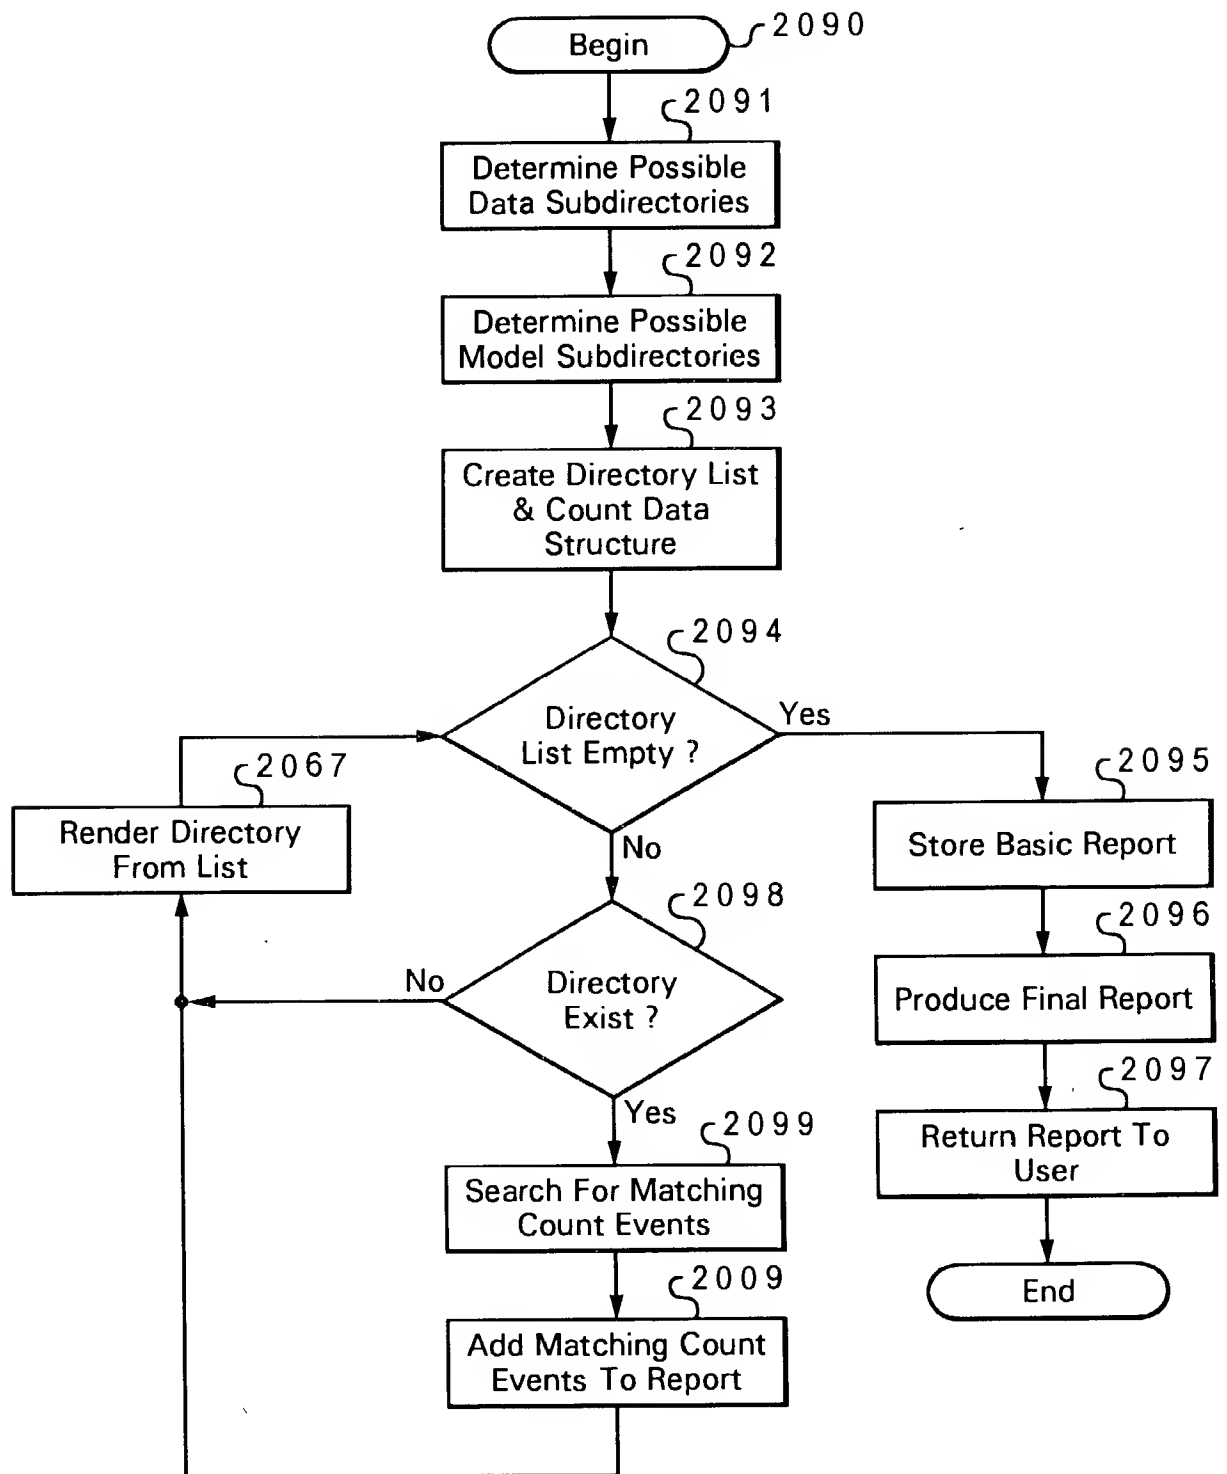 Begin
2090
2091
Determine Possible
Data Subdirectories
2092
Determine Possible
Model Subdirectories
2093
Create Directory List
& Count Data
Structure
2094
Directory
List Empty ?
Yes
No
2067
Render Directory
From List
2095
Store Basic Report
2098
Directory
Exist ?
No
Yes
2096
Produce Final Report
2097
Return Report To
User
2099
Search For Matching
Count Events
End
2009
Add Matching Count
Events To Report